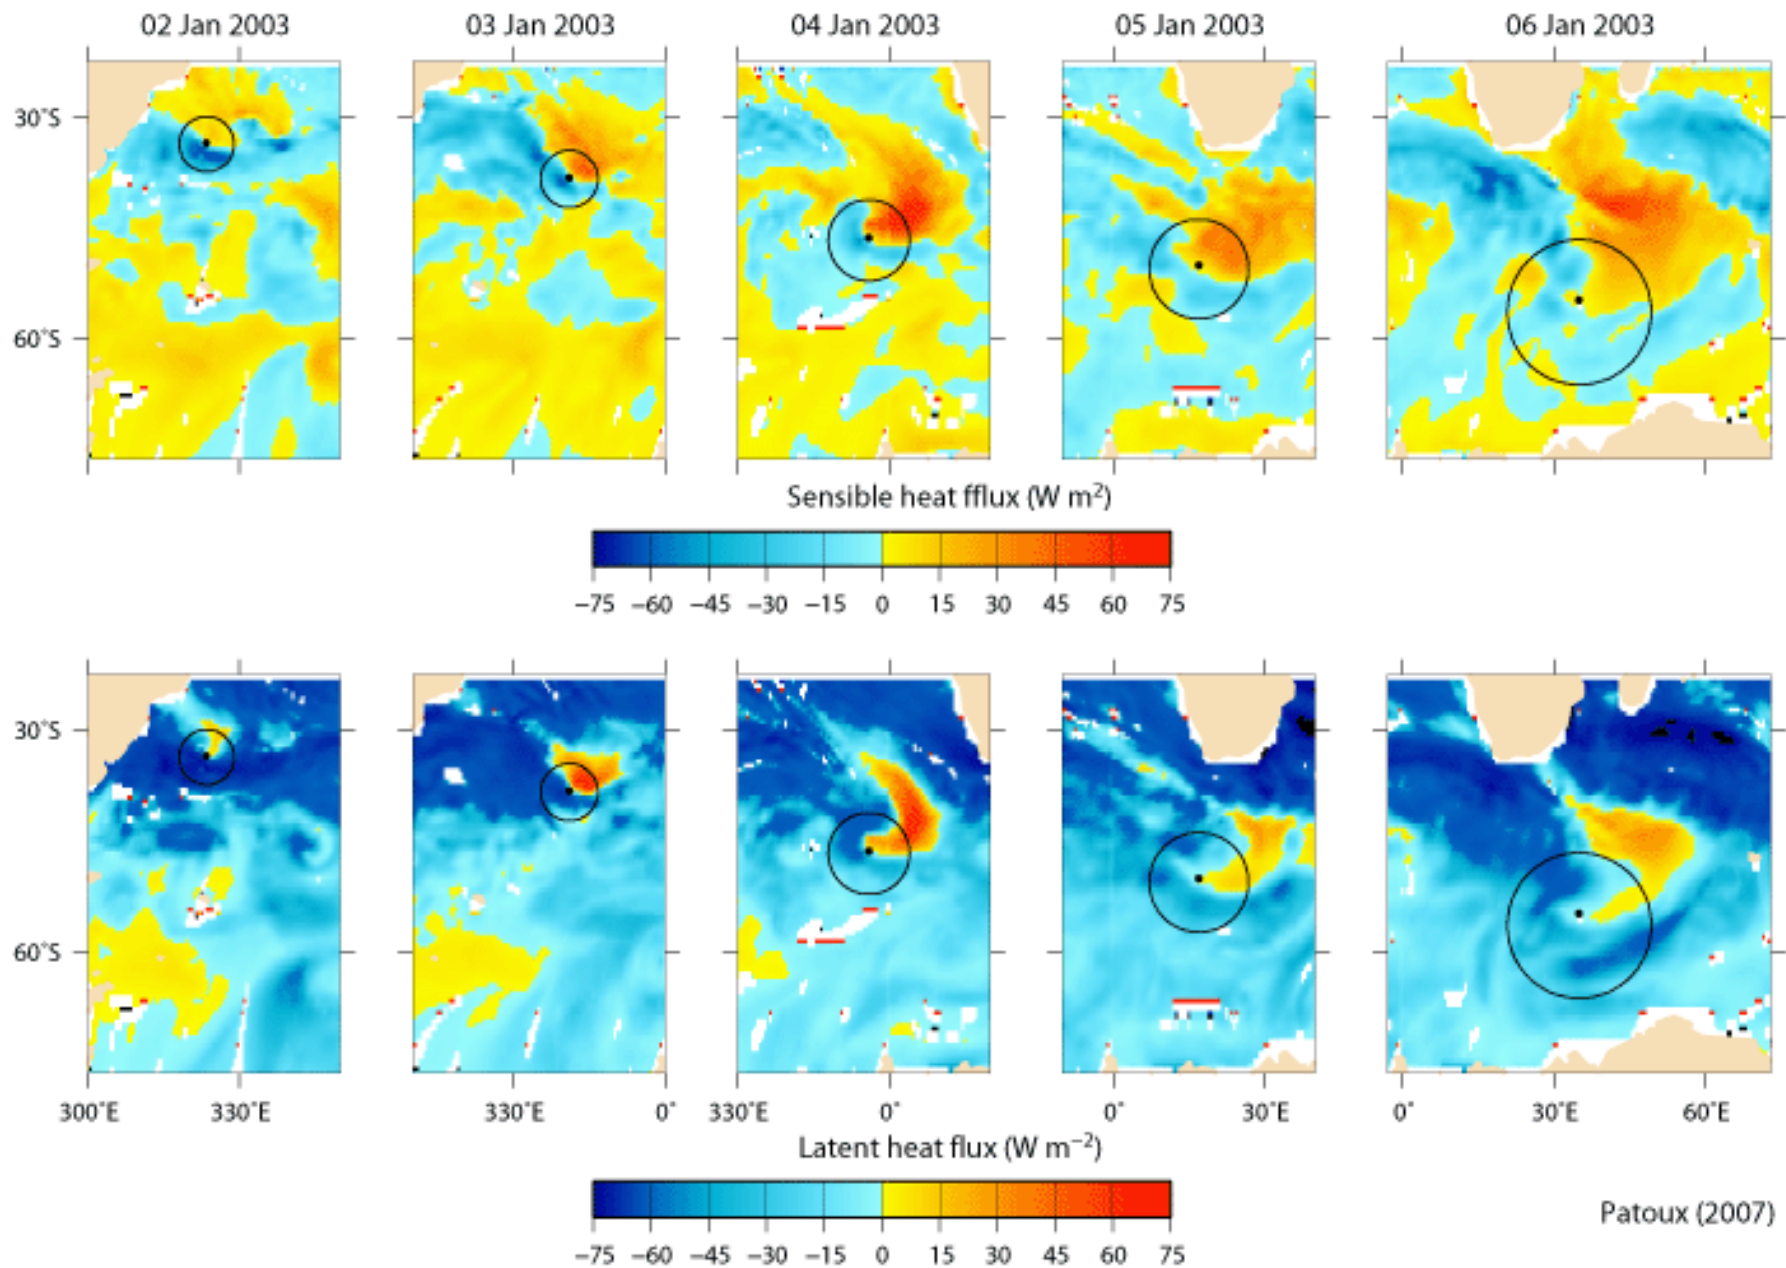 02 Jan 2003 03 Jan 2003 04 Jan 2003 05 Jan 2003 06 Jan 2003
30°S
60°S
Sensible heat fflux (W m²)
−75 −60 −45 −30 −15 0 15 30 45 60 75
30°S
60°S
300°E 330°E 330°E 0° 330°E 0° 0° 30°E 0° 30°E 60°E
Latent heat flux (W m⁻²)
−75 −60 −45 −30 −15 0 15 30 45 60 75
Patoux (2007)